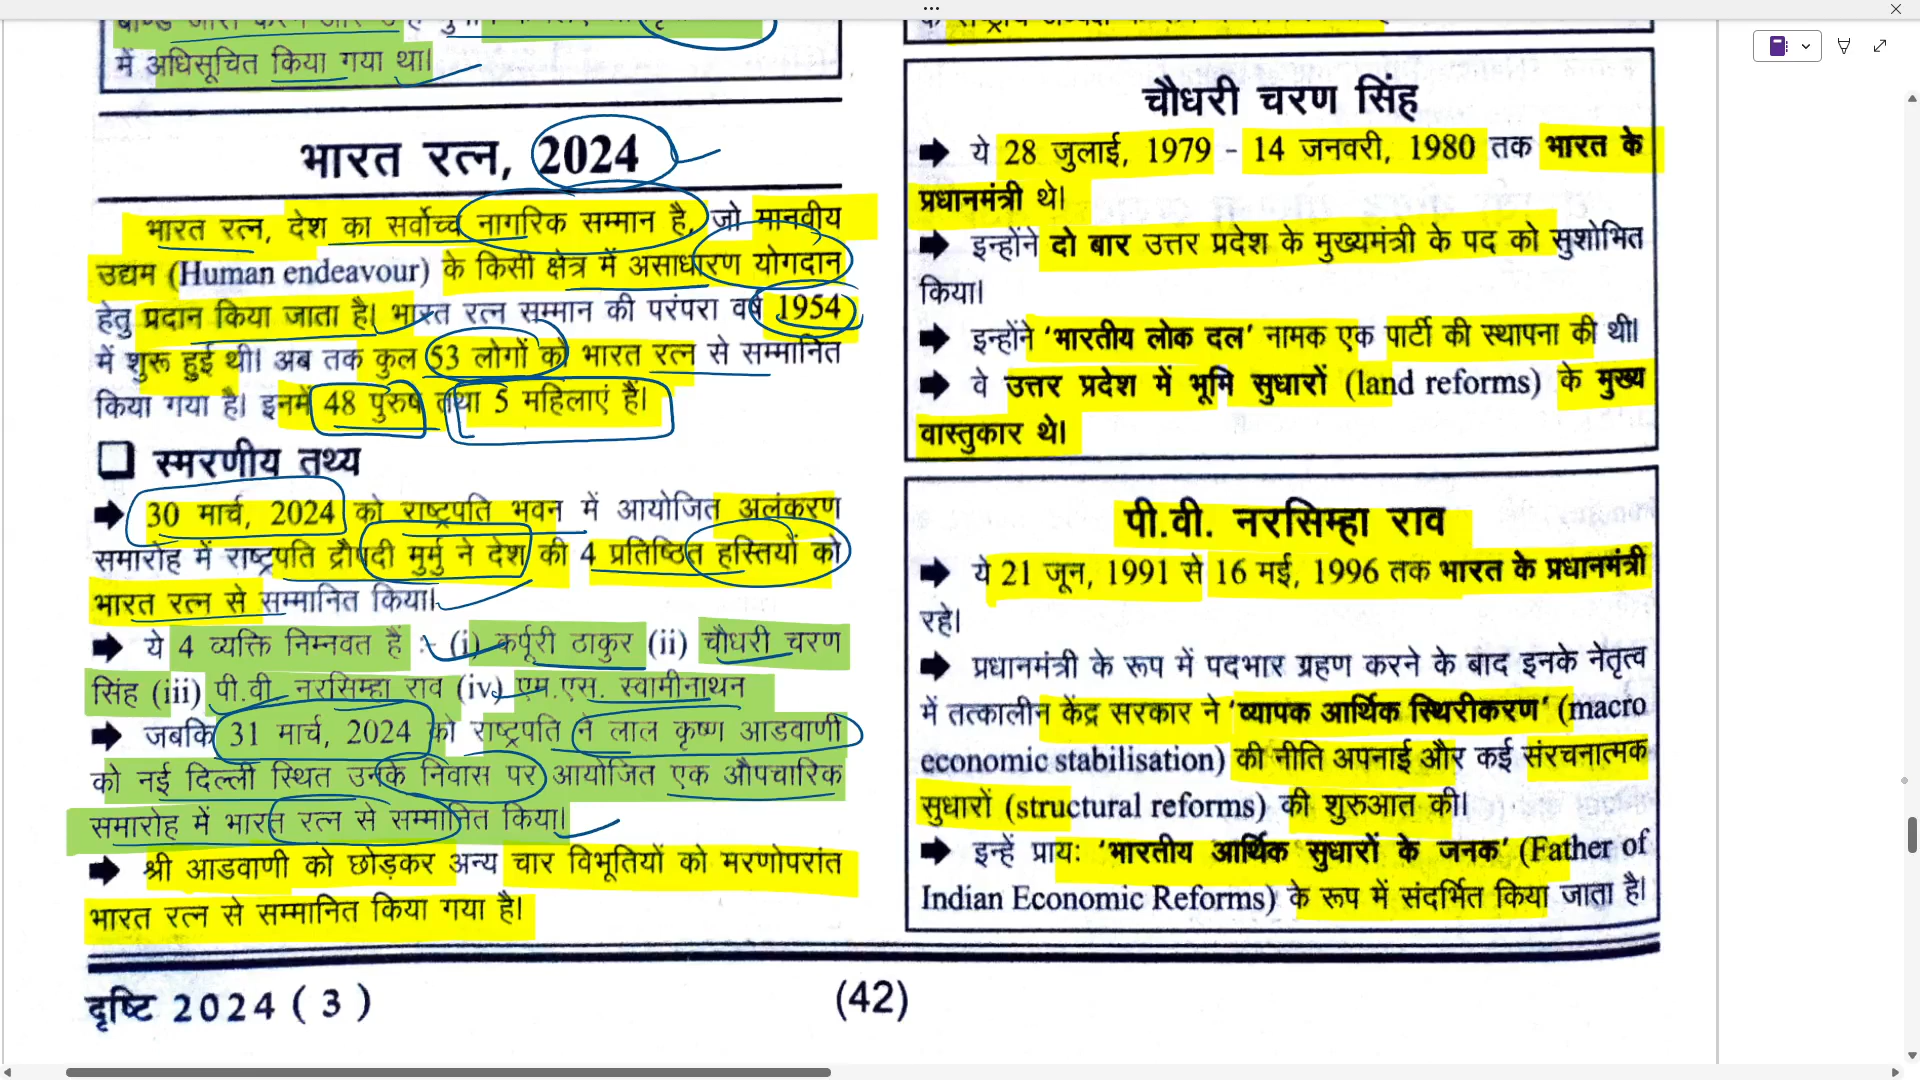 में अधिसूचित किया गया था।
भारत रत्न, 2024
भारत रत्न, देश का सर्वोच्च नागरिक सम्मान है, जो मानवीय
उद्यम (Human endeavour) के किसी क्षेत्र में असाधारण योगदान
हेतु प्रदान किया जाता है। भारत रत्न सम्मान की परंपरा वर्ष 1954
में शुरू हुई थी। अब तक कुल 53 लोगों को भारत रत्न से सम्मानित
किया गया है। इनमें 48 पुरुष तथा 5 महिलाएं हैं।
स्मरणीय तथ्य
30 मार्च, 2024 को राष्ट्रपति भवन में आयोजित अलंकरण
समारोह में राष्ट्रपति द्रौपदी मुर्मु ने देश की 4 प्रतिष्ठित हस्तियों को
भारत रत्न से सम्मानित किया।
ये 4 व्यक्ति निम्नवत हैं :- (i) कर्पूरी ठाकुर (ii) चौधरी चरण
सिंह (iii) पी.वी. नरसिम्हा राव (iv) एम.एस. स्वामीनाथन
जबकि 31 मार्च, 2024 को राष्ट्रपति ने लाल कृष्ण आडवाणी
को नई दिल्ली स्थित उनके निवास पर आयोजित एक औपचारिक
समारोह में भारत रत्न से सम्मानित किया।
श्री आडवाणी को छोड़कर अन्य चार विभूतियों को मरणोपरांत
भारत रत्न से सम्मानित किया गया है।
चौधरी चरण सिंह
ये 28 जुलाई, 1979 - 14 जनवरी, 1980 तक भारत के
प्रधानमंत्री थे।
इन्होंने दो बार उत्तर प्रदेश के मुख्यमंत्री के पद को सुशोभित
किया।
इन्होंने ‘भारतीय लोक दल’ नामक एक पार्टी की स्थापना की थी।
वे उत्तर प्रदेश में भूमि सुधारों (land reforms) के मुख्य
वास्तुकार थे।
पी.वी. नरसिम्हा राव
ये 21 जून, 1991 से 16 मई, 1996 तक भारत के प्रधानमंत्री
रहे।
प्रधानमंत्री के रूप में पदभार ग्रहण करने के बाद इनके नेतृत्व
में तत्कालीन केंद्र सरकार ने ‘व्यापक आर्थिक स्थिरीकरण’ (macro
economic stabilisation) की नीति अपनाई और कई संरचनात्मक
सुधारों (structural reforms) की शुरुआत की।
इन्हें प्रायः ‘भारतीय आर्थिक सुधारों के जनक’ (Father of
Indian Economic Reforms) के रूप में संदर्भित किया जाता है।
दृष्टि 2024 ( 3 )
(42)